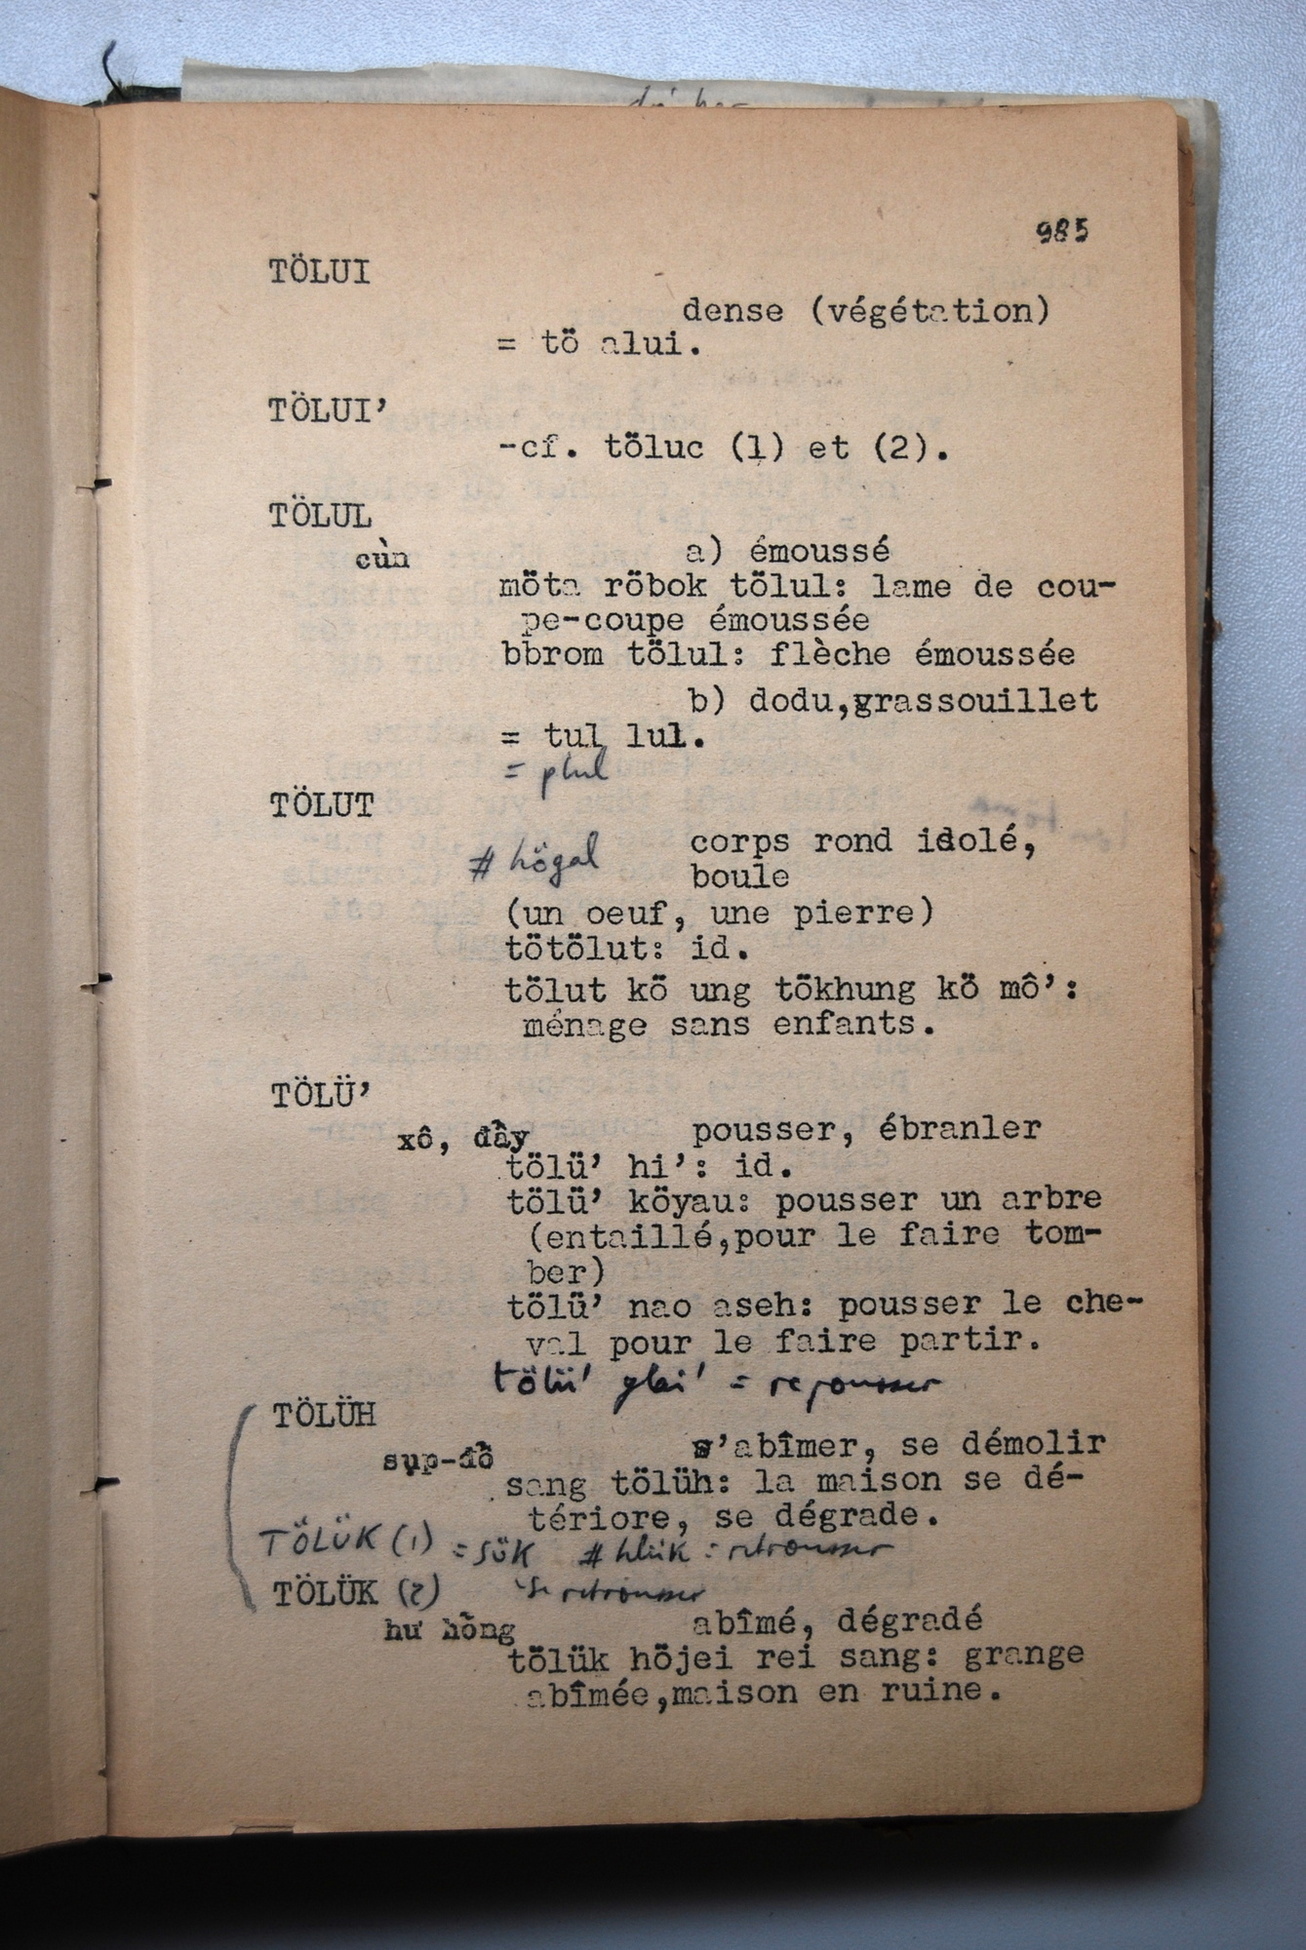 985
TÖLUI
dense (végétation)
= tö alui.
TÖLUI’
-cf. töluc (1) et (2).
TÖLUL
cùn a) émoussé
möta röbok tölul: lame de cou-
pe-coupe émoussée
bbrom tölul: flèche émoussée
b) dodu,grassouillet
= tul lul.
= plul
TÖLUT
# högal corps rond isolé,
boule
(un oeuf, une pierre)
tötölut: id.
tölut kö ung tökhung kö mô’:
ménage sans enfants.
TÖLÜ’
xô, đẩy pousser, ébranler
tölü’ hi’: id.
tölü’ köyau: pousser un arbre
(entaillé,pour le faire tom-
ber)
tölü’ nao aseh: pousser le che-
val pour le faire partir.
tölü’ glai’ = repousser
TÖLÜH
sụp-đổ s’abîmer, se démolir
sang tölüh: la maison se dé-
tériore, se dégrade.
TÖLÜK (1) = sük # hlük = retrousser
TÖLÜK (2) retrousser
hư hỏng abîmé, dégradé
tölük höjei rei sang: grange
abîmée,maison en ruine.